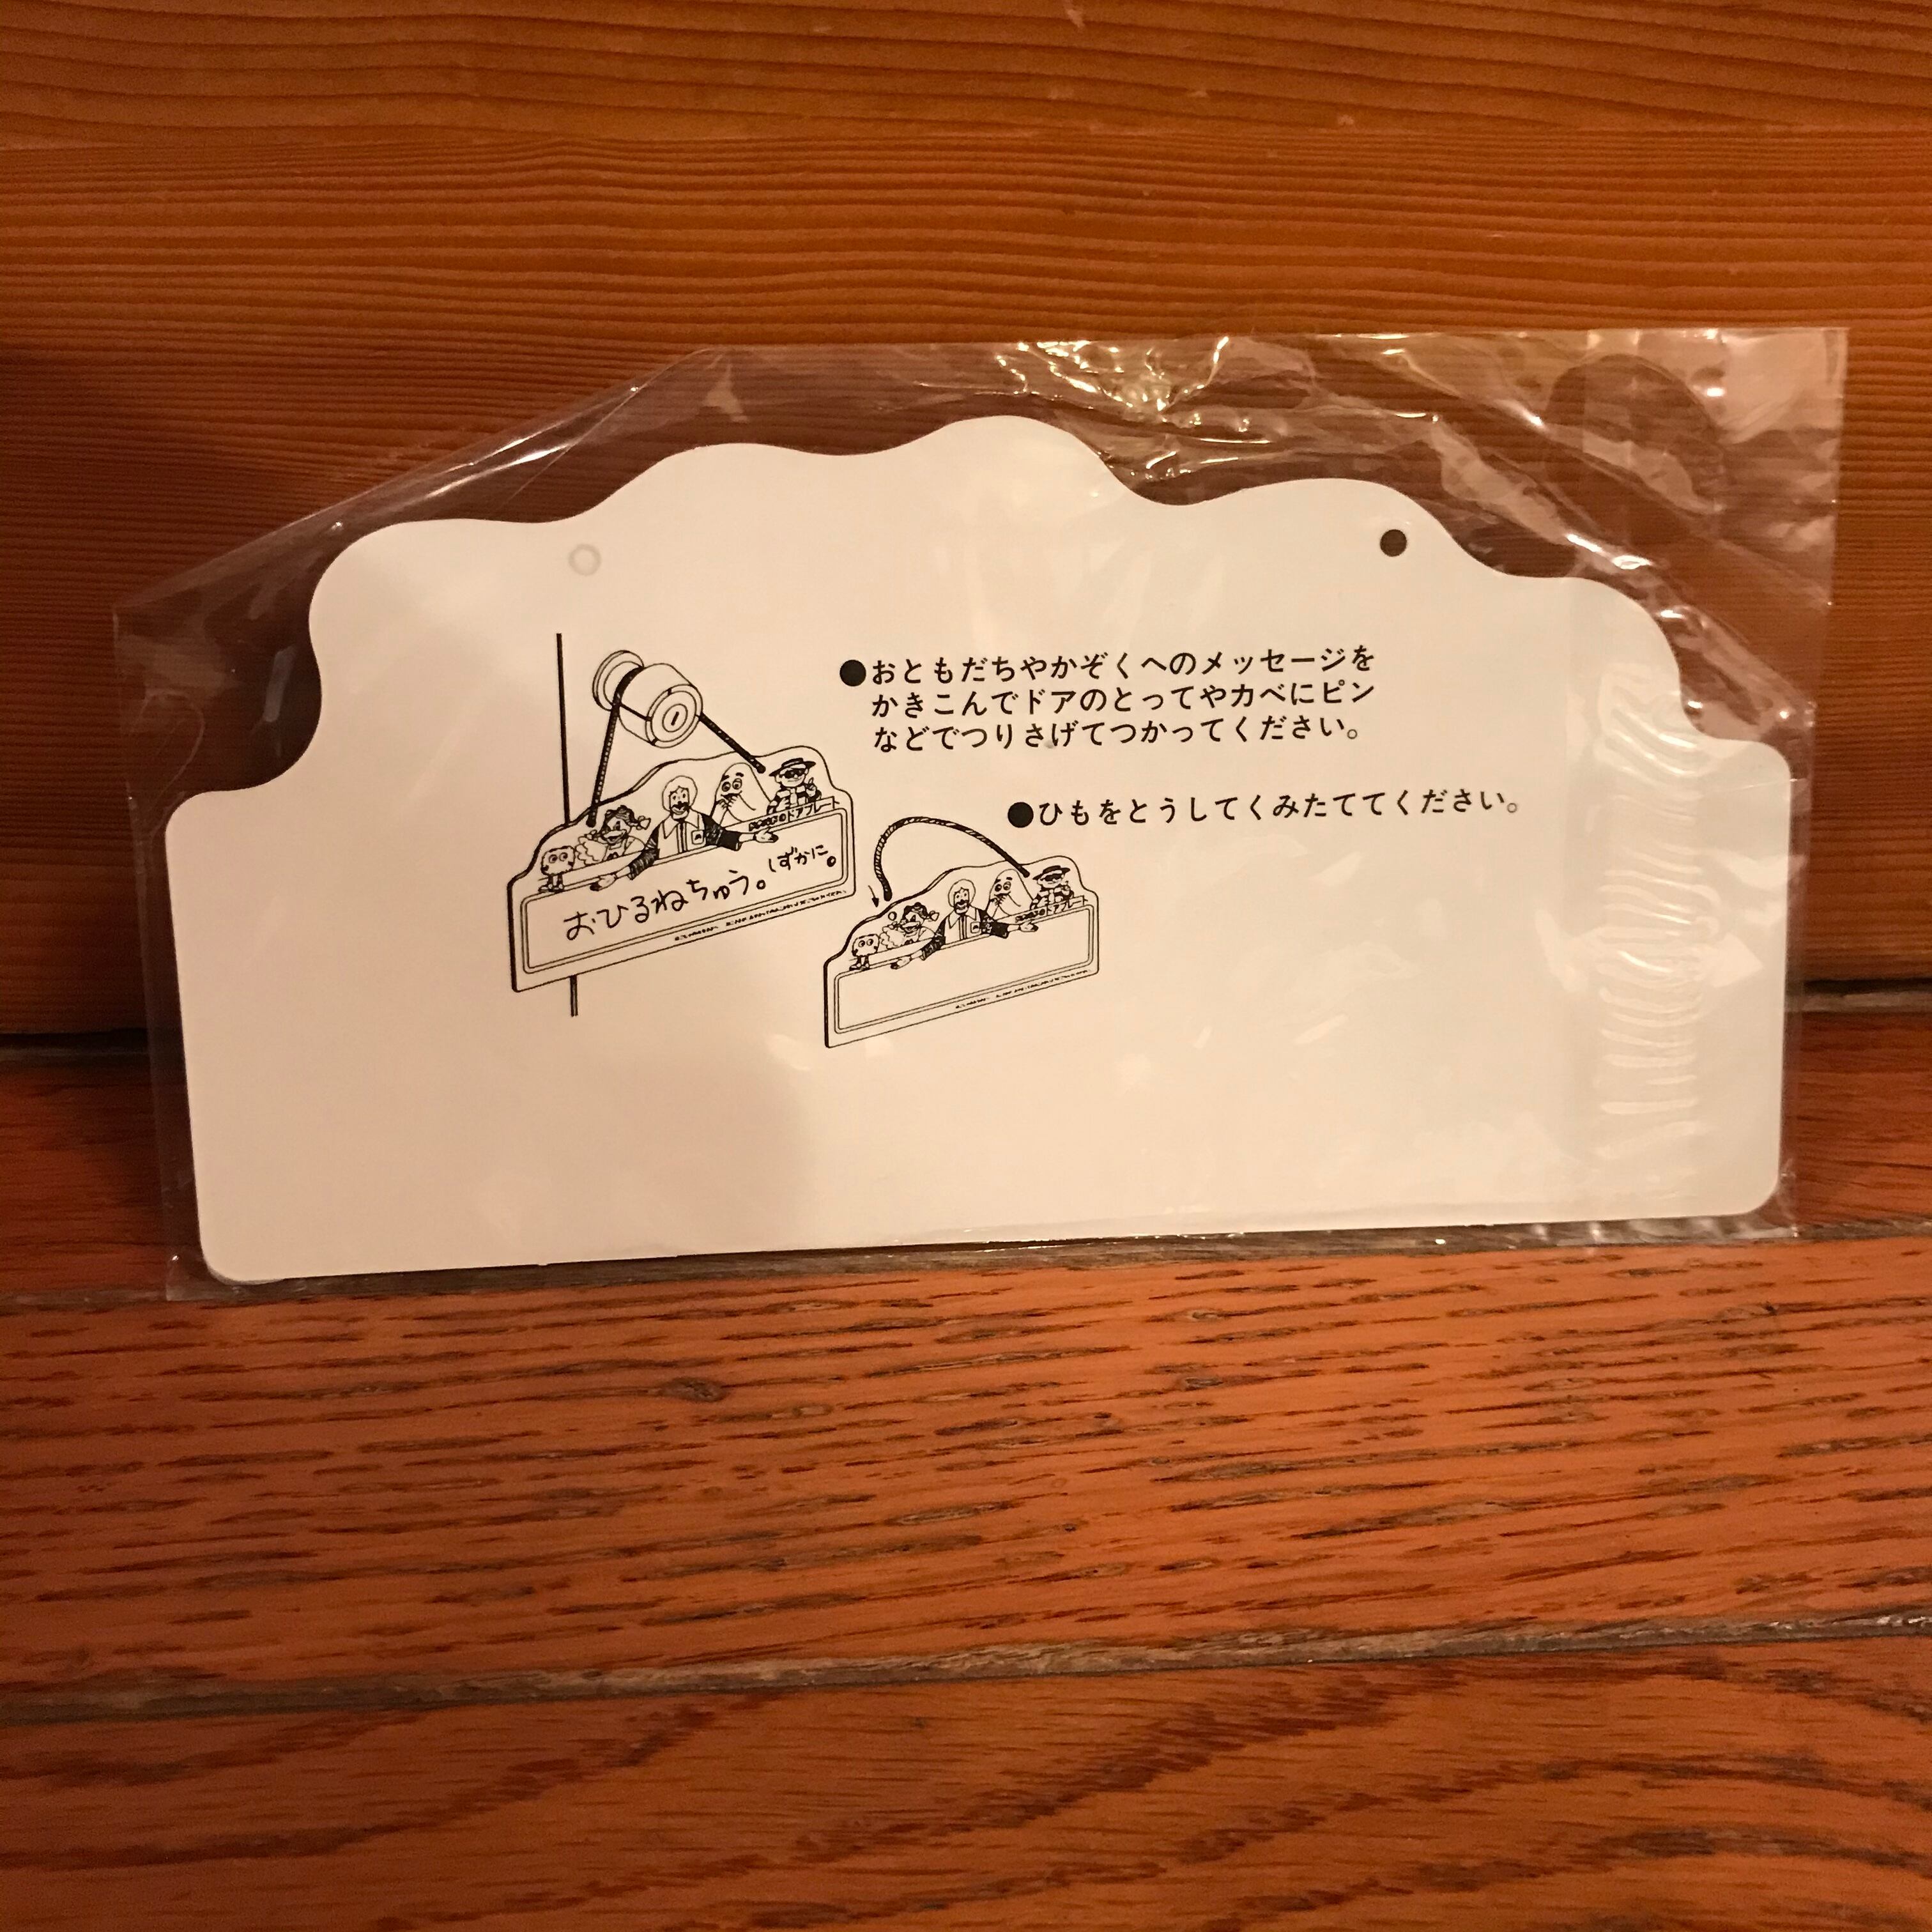 ●おともだちやかぞくへのメッセージを
かきこんでドアのとってやカベにピン
などでつりさげてつかってください。
●ひもをとうしてくみたててください。
おひるねちゅう。しずかに。